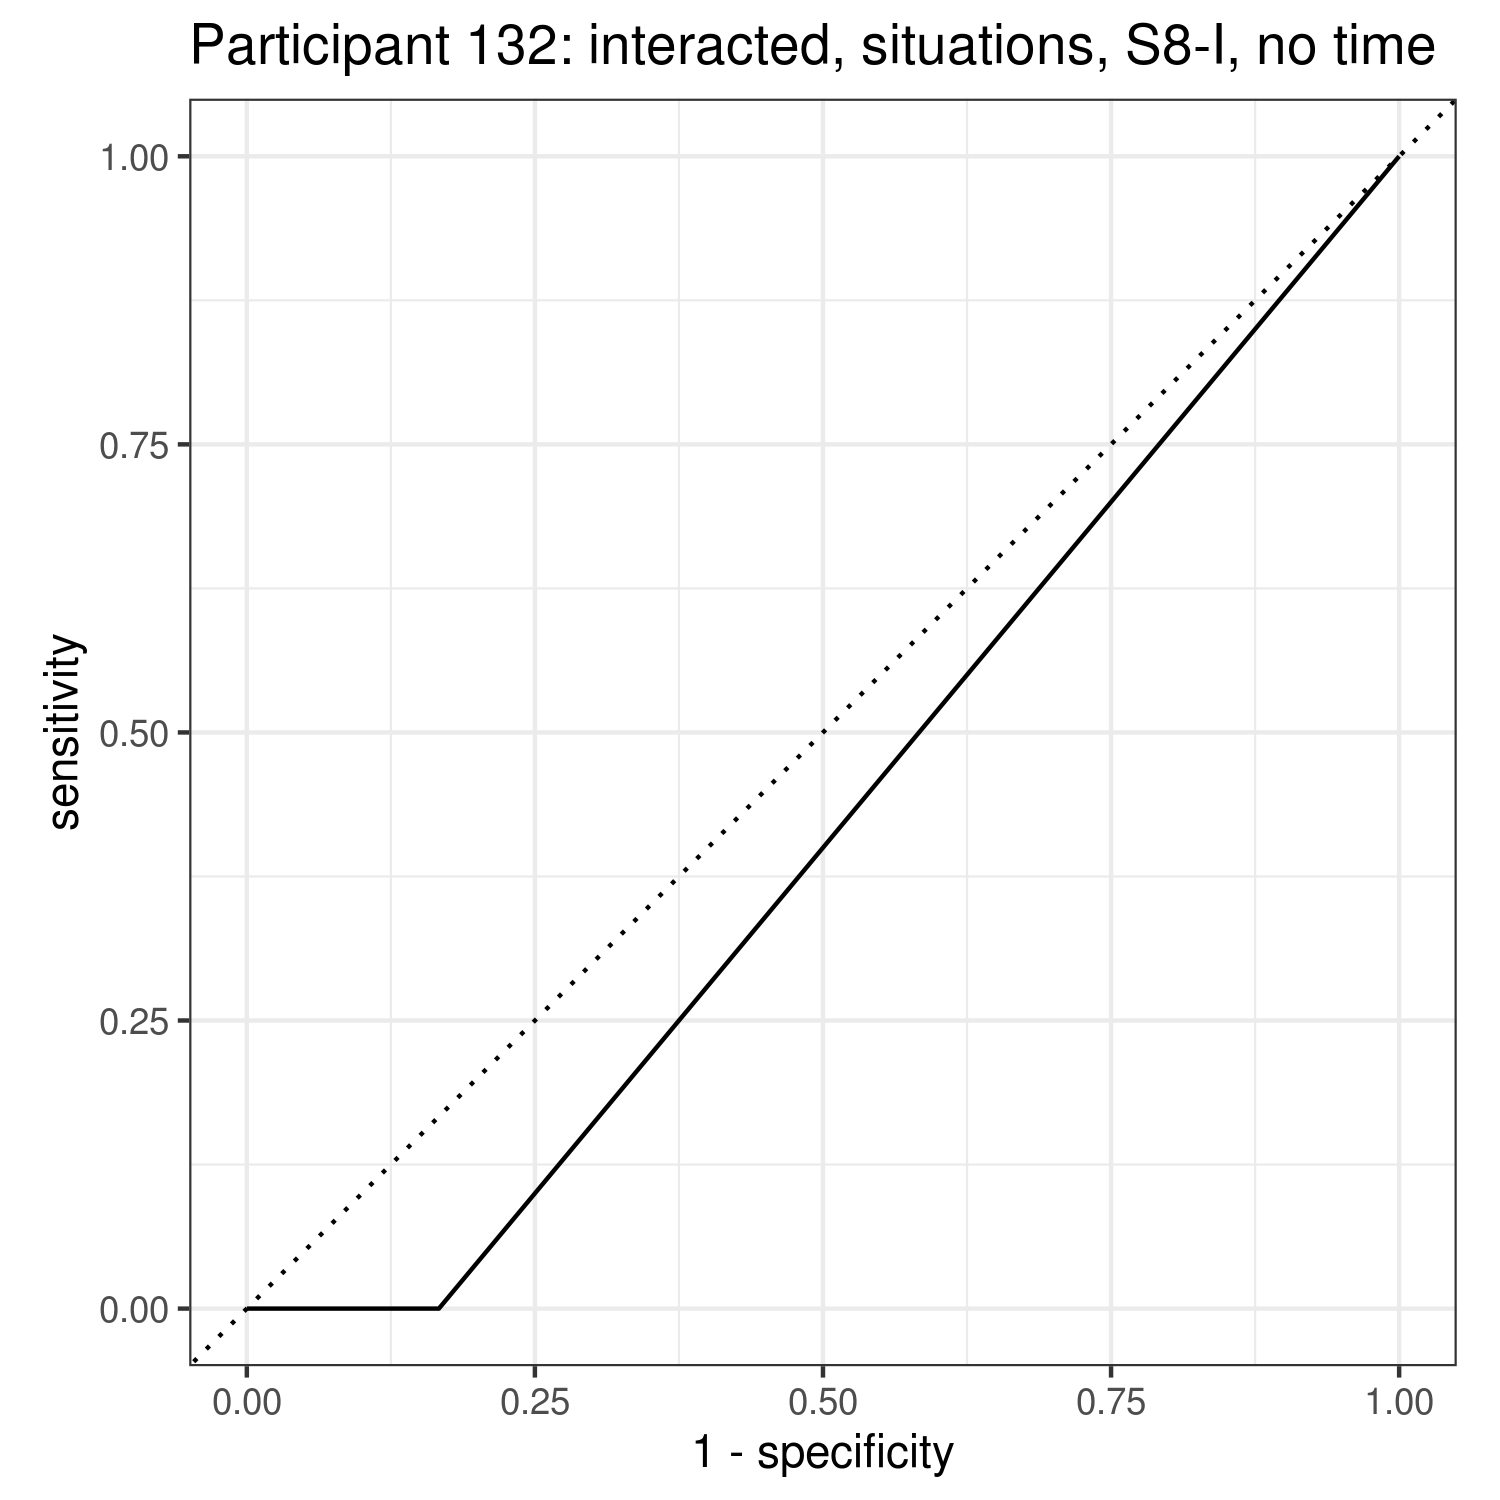 Participant 132: interacted, situations, S8-I, no time
1.00
0.75
0.50
0.25
0.00
sensitivity
0.00 0.25 0.50 0.75 1.00
1 - specificity